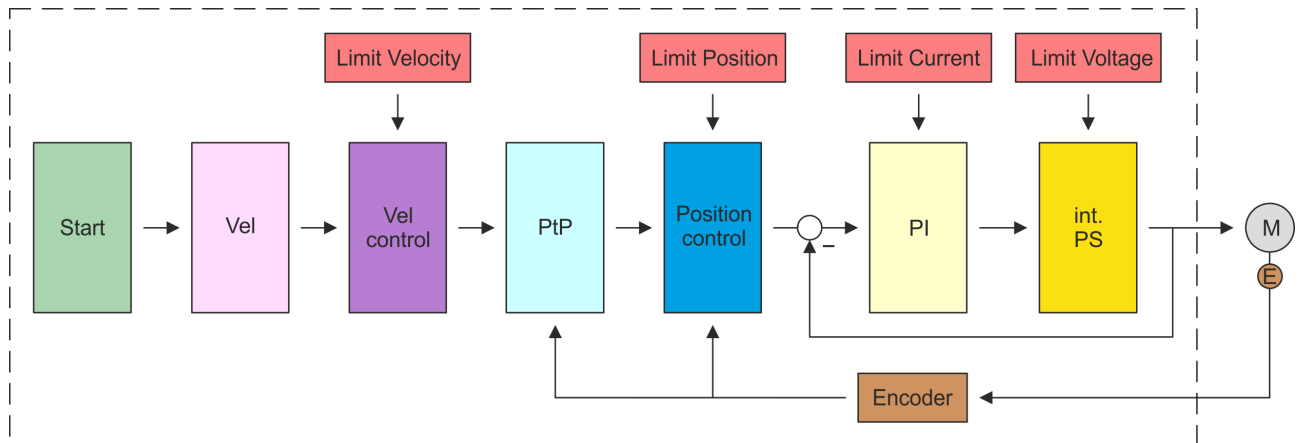 Limit Velocity
Limit Position
Limit Current
Limit Voltage
Start
Vel
Vel
control
PtP
Position
control
–
PI
int.
PS
M
E
Encoder